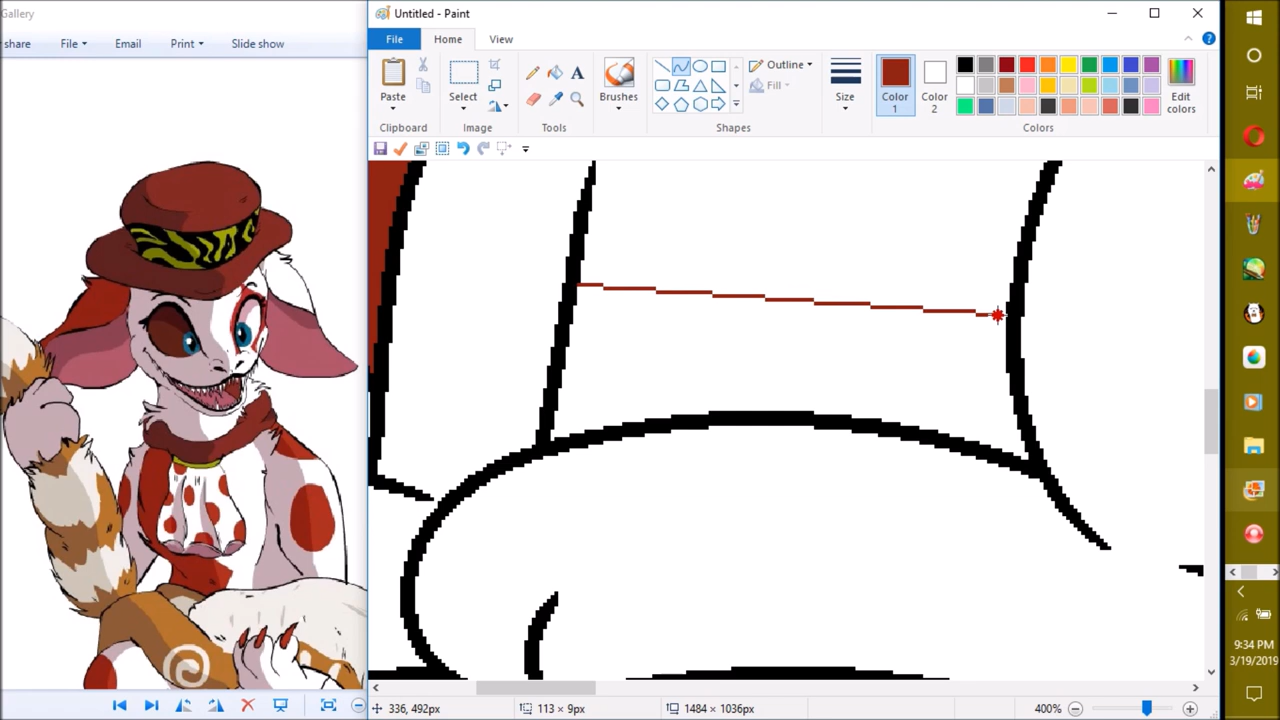 Gallery
share File Email Print Slide show
Untitled - Paint
File Home View
Paste
Select
A
Brushes
Outline
Fill
Size
Color
1
Color
2
Edit
colors
Clipboard Image Tools Shapes Colors
336, 492px 113 × 9px 1484 × 1036px 400%
9:34 PM
3/19/2019